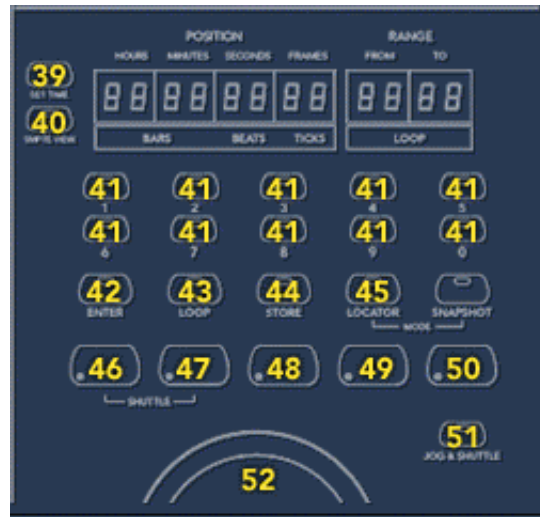 POSITION RANGE
HOURS MINUTES SECONDS FRAMES FROM TO
39
SET TIME
88 88 88 88 88 88
40
SMPTE VIEW
BARS BEATS TICKS LOOP
41 41 41 41 41
1 2 3 4 5
41 41 41 41 41
6 7 8 9 0
42 43 44 45
ENTER LOOP STORE LOCATOR SNAPSHOT
MODE
46 47 48 49 50
SHUTTLE
51
JOG & SHUTTLE
52